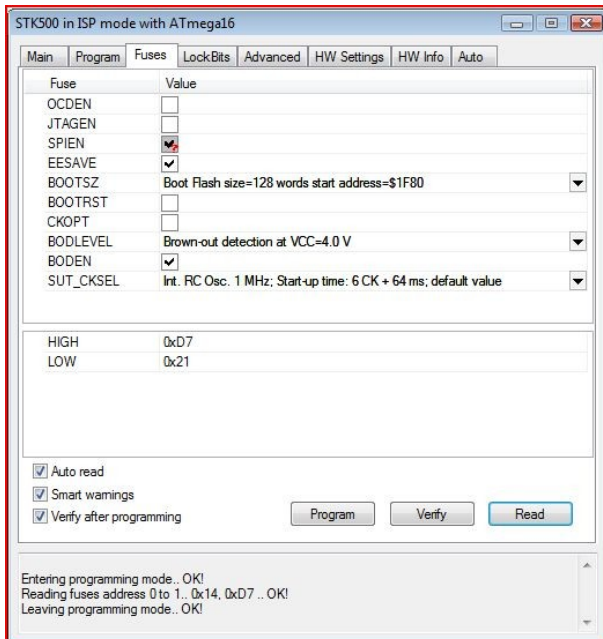 STK500 in ISP mode with ATmega16
Main Program Fuses LockBits Advanced HW Settings HW Info Auto
Fuse Value
OCDEN
JTAGEN
SPIEN
EESAVE
BOOTSZ Boot Flash size=128 words start address=$1F80
BOOTRST
CKOPT
BODLEVEL Brown-out detection at VCC=4.0 V
BODEN
SUT_CKSEL Int. RC Osc. 1 MHz; Start-up time: 6 CK + 64 ms; default value
HIGH 0xD7
LOW 0x21
Auto read
Smart warnings
Verify after programming
Program Verify Read
Entering programming mode.. OK!
Reading fuses address 0 to 1.. 0x14, 0xD7 .. OK!
Leaving programming mode.. OK!